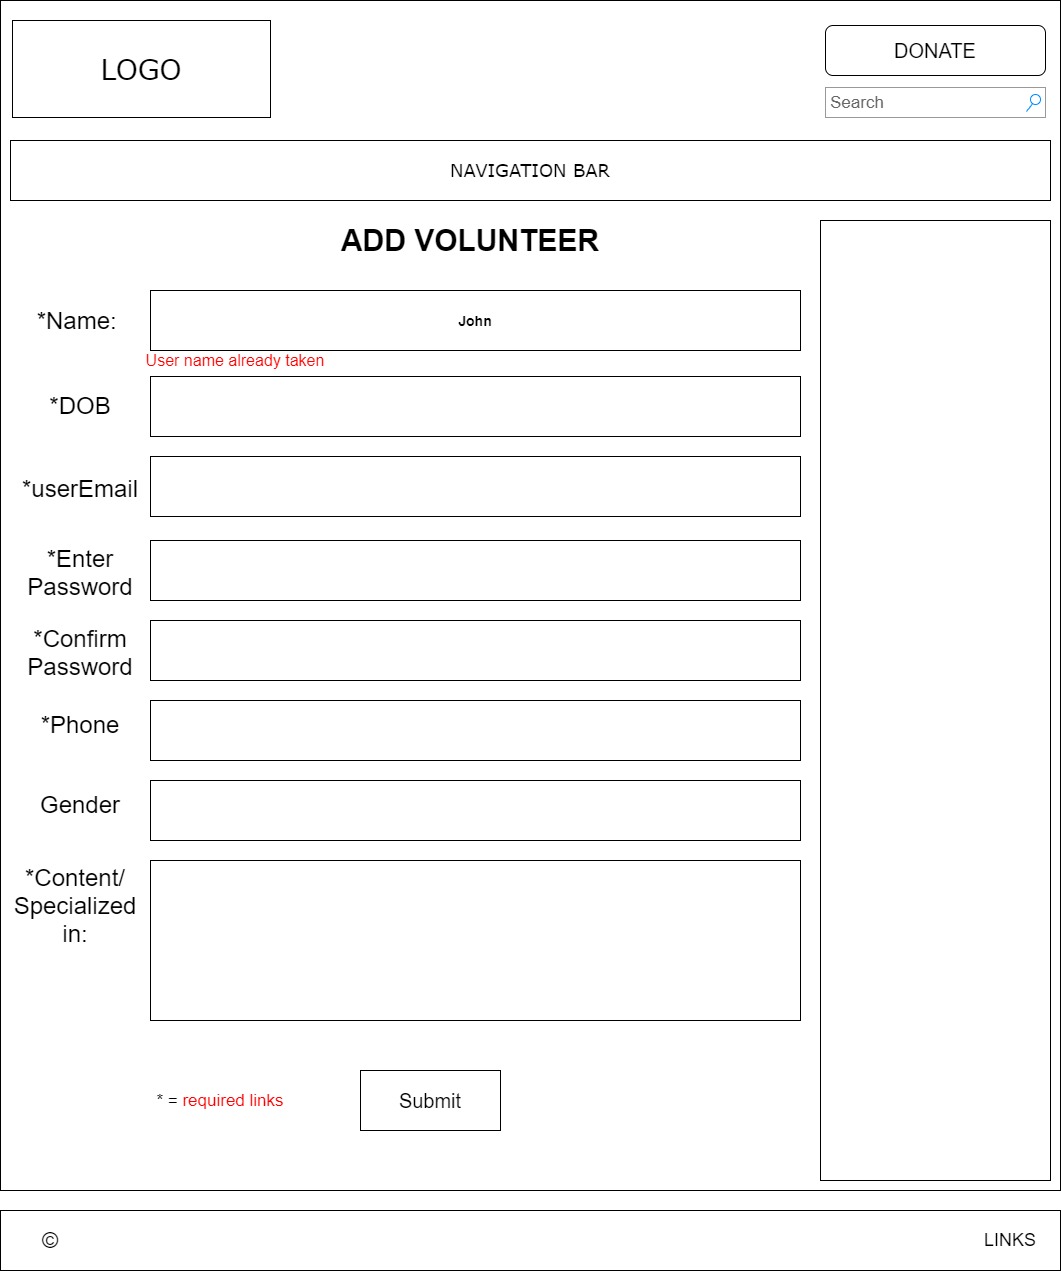 LOGO
DONATE
Search
NAVIGATION BAR
ADD VOLUNTEER
*Name:
John
User name already taken
*DOB
*userEmail
*Enter
Password
*Confirm
Password
*Phone
Gender
*Content/
Specialized
in:
* = required links
Submit
©
LINKS